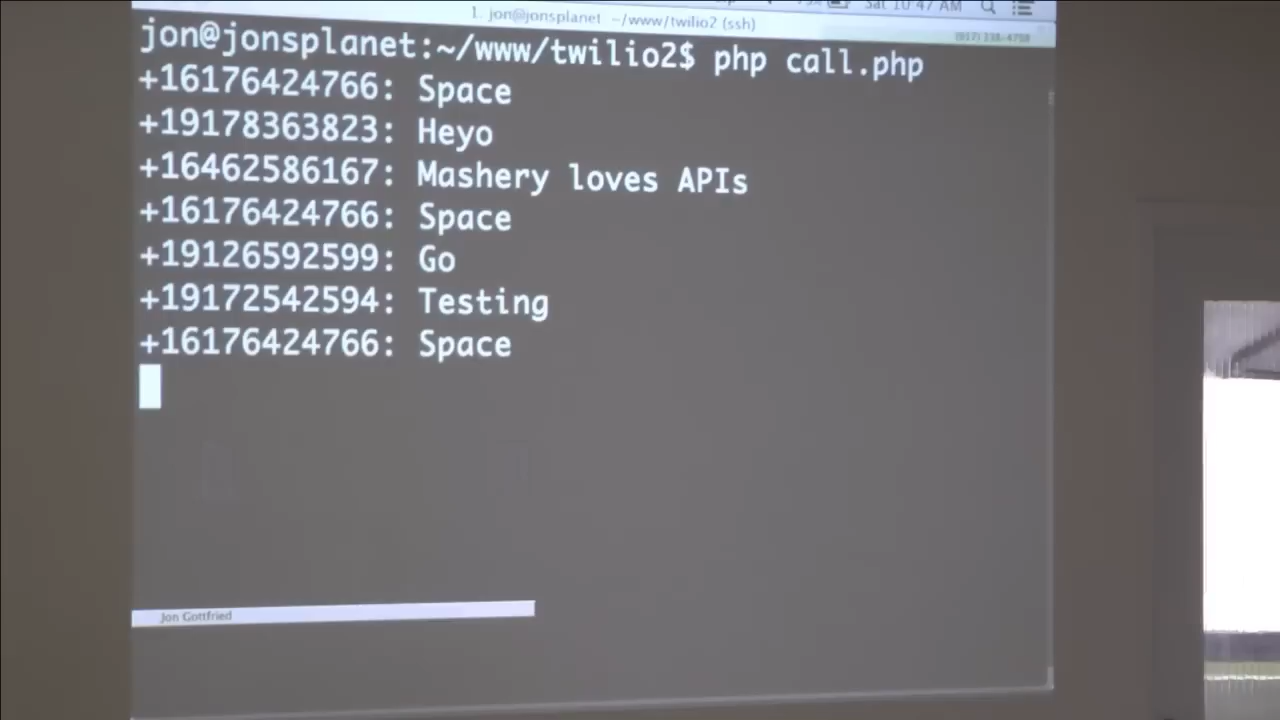 Sat 10:47 AM
1. jon@jonsplanet ~/www/twilio2 (ssh)
jon@jonsplanet:~/www/twilio2$ php call.php
+16176424766: Space
+19178363823: Heyo
+16462586167: Mashery loves APIs
+16176424766: Space
+19126592599: Go
+19172542594: Testing
+16176424766: Space
Jon Gottfried